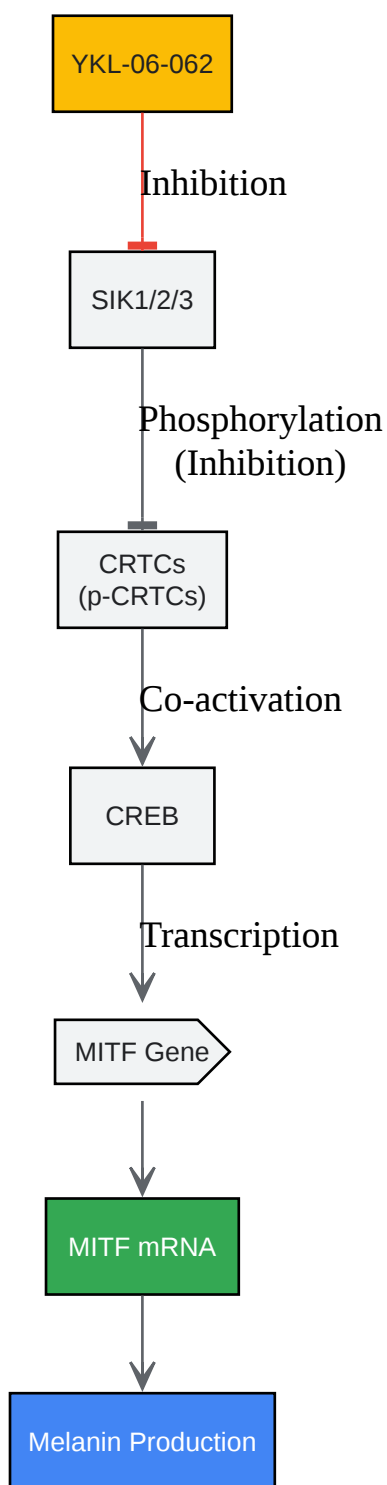 YKL-06-062
Inhibition
SIK1/2/3
Phosphorylation
(Inhibition)
CRTCs
(p-CRTCs)
Co-activation
CREB
Transcription
MITF Gene
MITF mRNA
Melanin Production